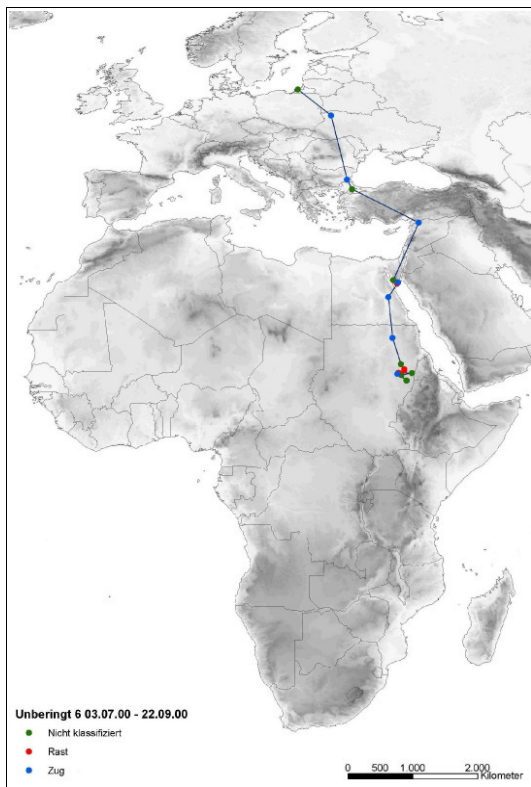 Unberingt 6 03.07.00 - 22.09.00
Nicht klassifiziert
Rast
Zug
0 500 1.000 2.000
Kilometer